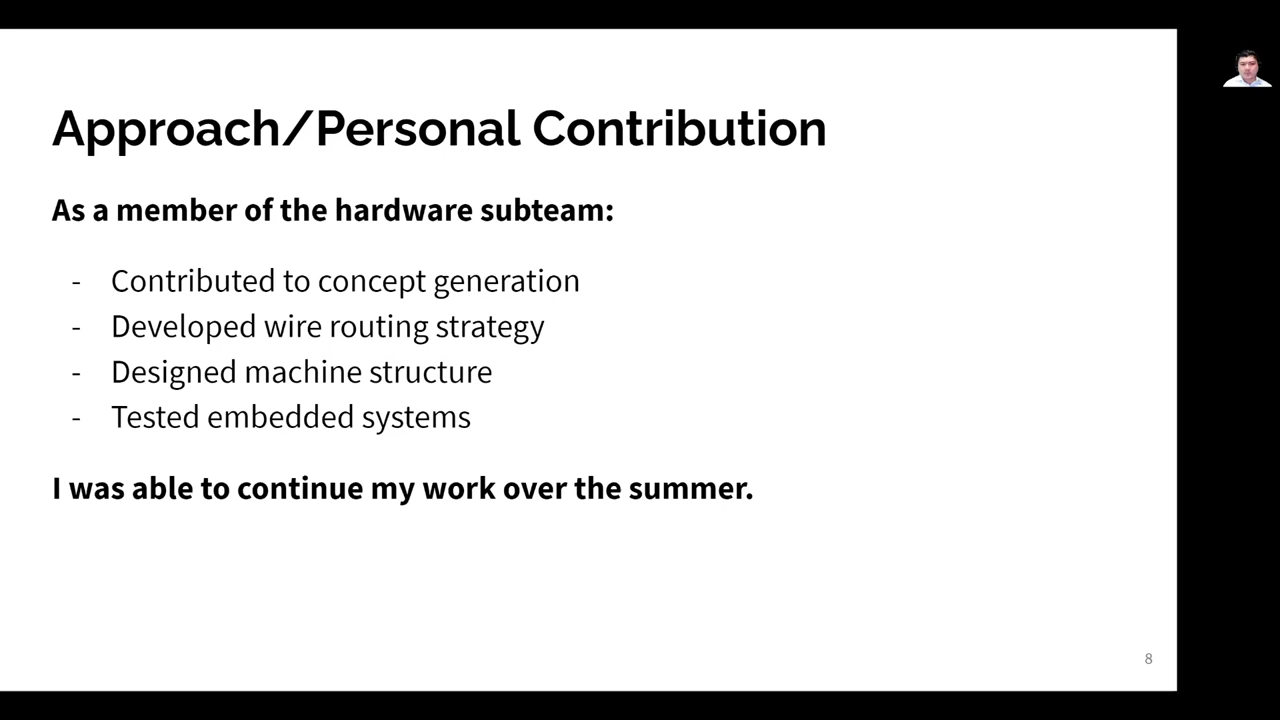 Approach/Personal Contribution
As a member of the hardware subteam:
- Contributed to concept generation
- Developed wire routing strategy
- Designed machine structure
- Tested embedded systems
I was able to continue my work over the summer.
8